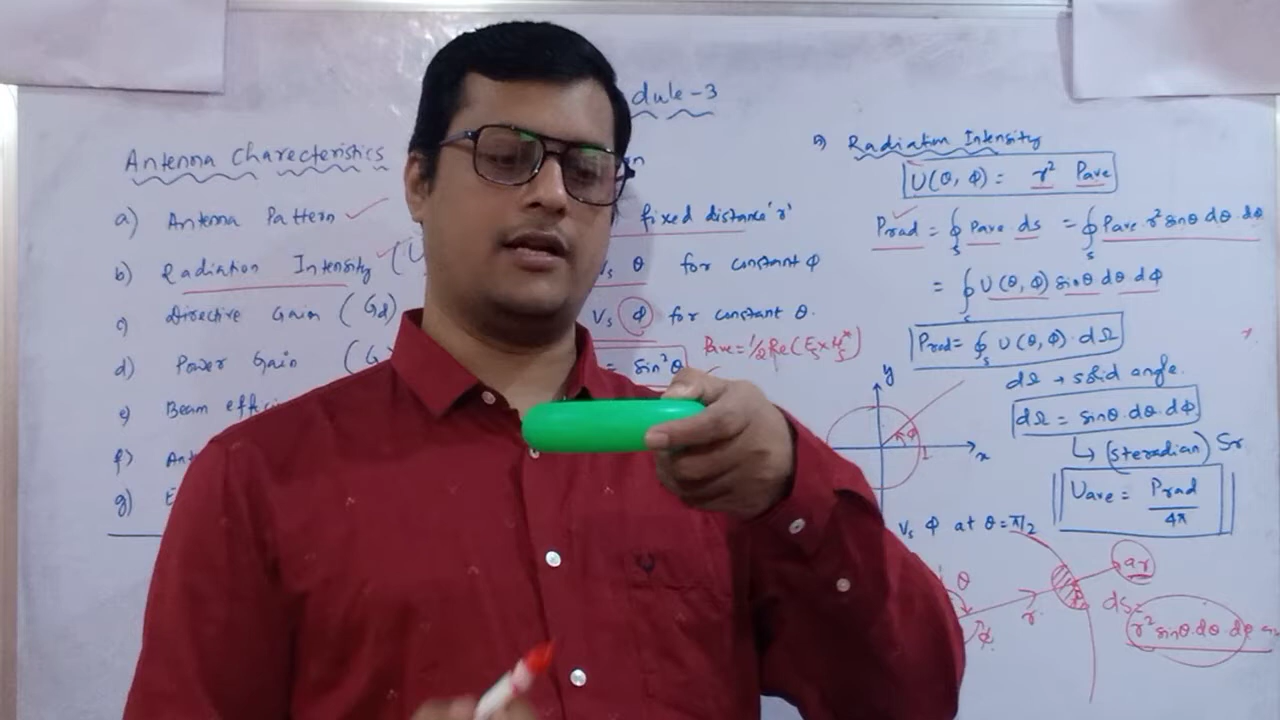 dule-3
Antenna Charecteristics
a) Antenna Pattern
b) Radiation Intensity (U
c) Directive Gain (Gd)
d) Power Gain (G
e) Beam effici
f) Ant
g) E
fixed distance 'r'
Vs θ for constant φ
Vs φ for constant θ.
= sin²θ
Pave = 1/2 Re(Es × Hs*)
y
φ
1
x
Vs φ at θ = π/2
Radiation Intensity
U(θ, φ) = r² Pave
Prad = ∮s Pave ds = ∮s Pave r² sinθ dθ dφ
= ∮s U(θ, φ) sinθ dθ dφ
Prad = ∮s U(θ, φ) · dΩ
dΩ → solid angle.
dΩ = sinθ · dθ · dφ
↳ (steradian) Sr
Uave = Prad / 4π
θ
φ
r
ar
ds =
r² sinθ dθ dφ